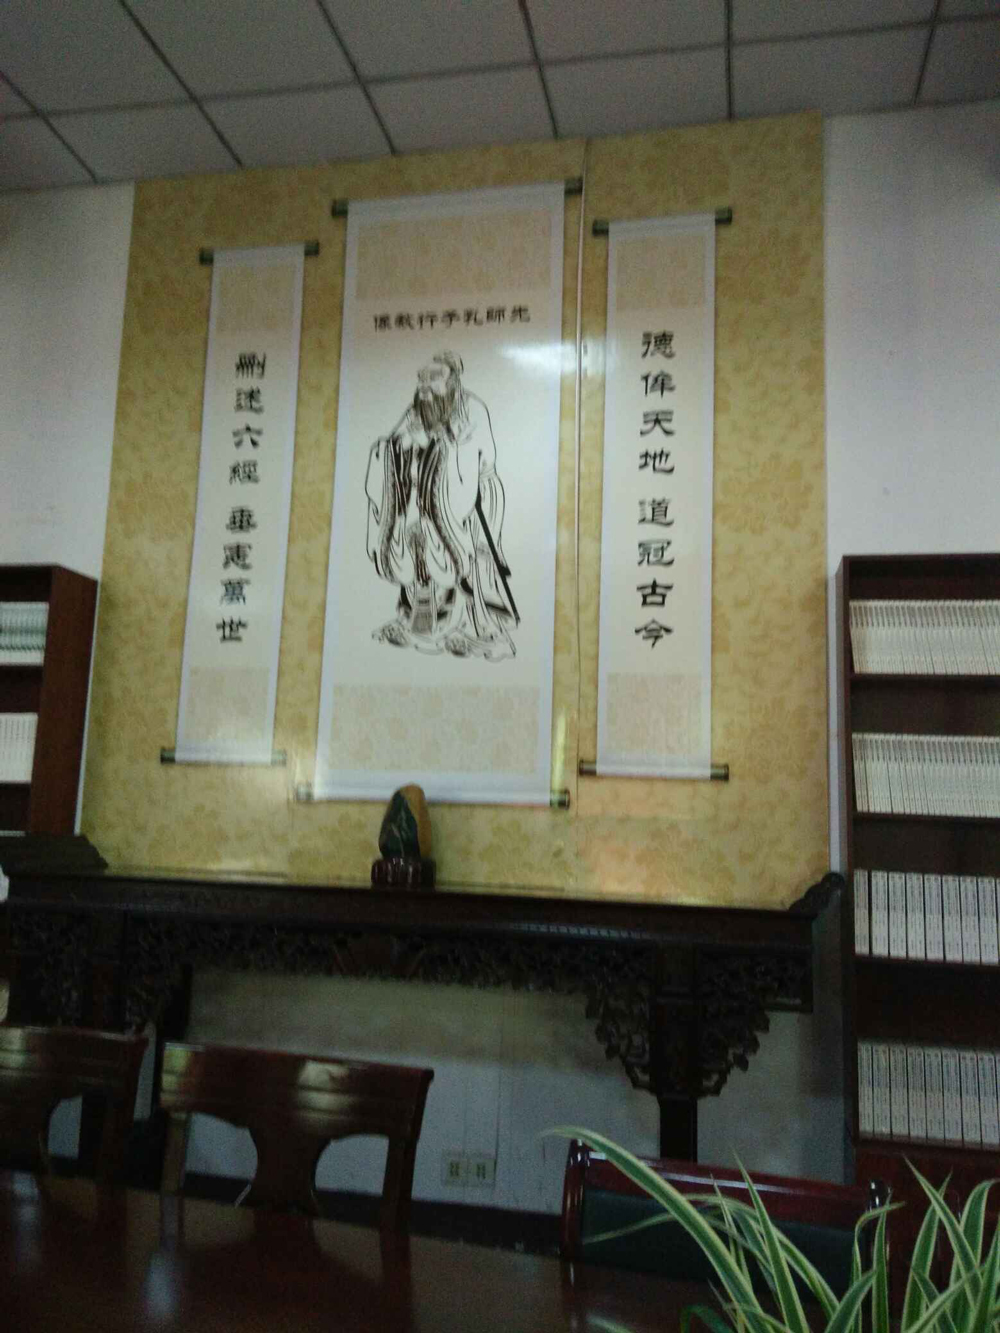 先師孔子行教像
德侔天地 道冠古今
刪述六經 垂憲萬世